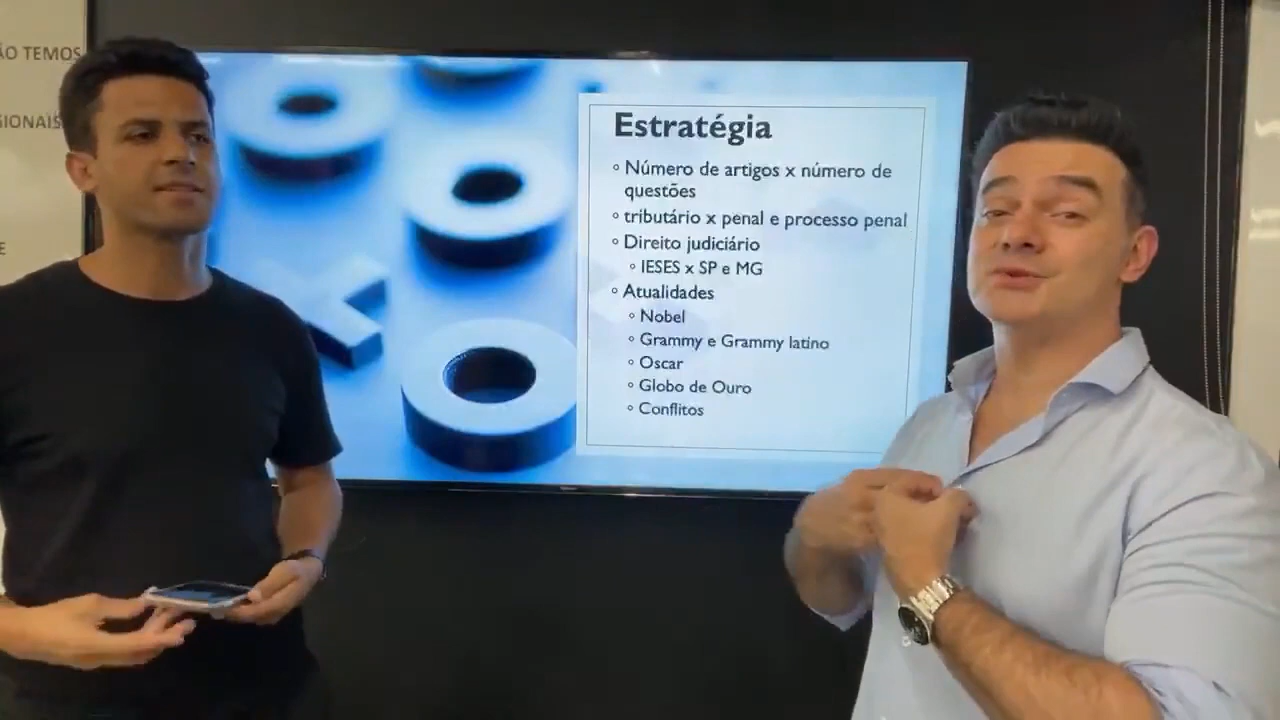 ÃO TEMOS
GIONAIS
E
Estratégia
◦ Número de artigos x número de
questões
◦ tributário x penal e processo penal
◦ Direito judiciário
◦ IESES x SP e MG
◦ Atualidades
◦ Nobel
◦ Grammy e Grammy latino
◦ Oscar
◦ Globo de Ouro
◦ Conflitos